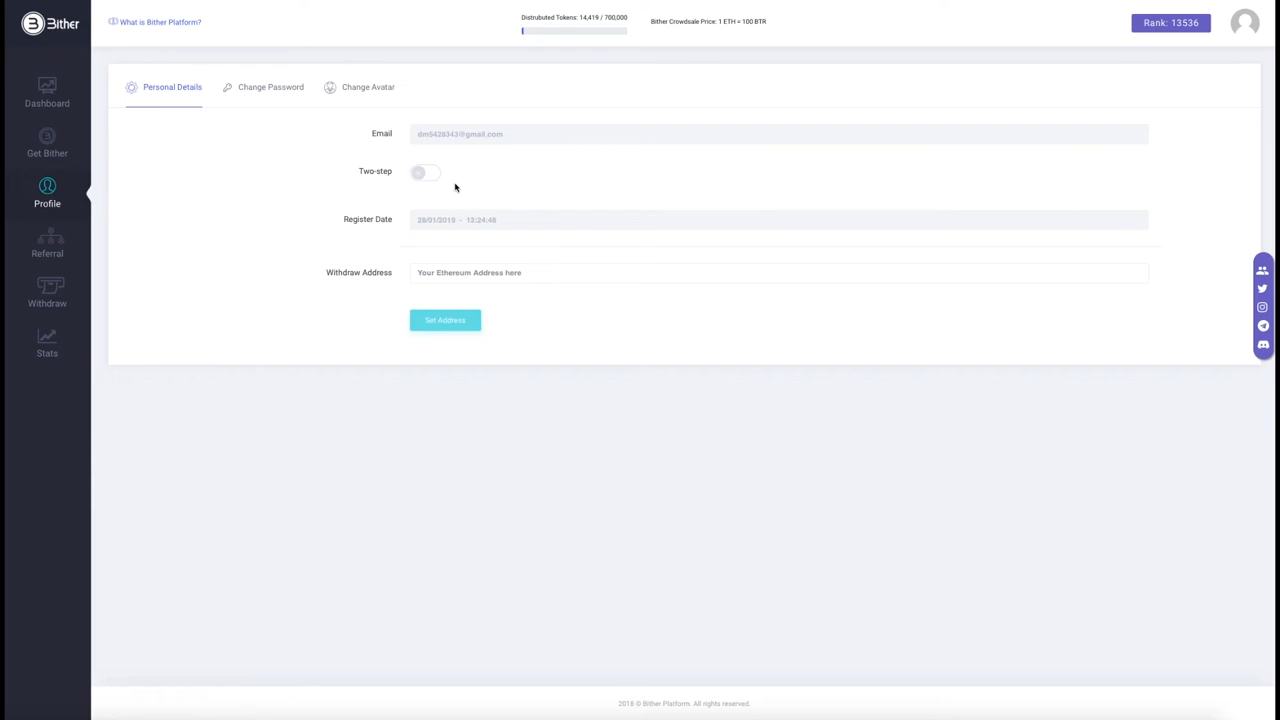 Bither
What is Bither Platform?
Distrubuted Tokens: 14,419 / 700,000
Bither Crowdsale Price: 1 ETH = 100 BTR
Rank: 13536
Dashboard
Get Bither
Profile
Referral
Withdraw
Stats
Personal Details
Change Password
Change Avatar
Email
dm5428343@gmail.com
Two-step
Register Date
28/01/2019 - 13:24:46
Withdraw Address
Your Ethereum Address here
Set Address
2018 © Bither Platform. All rights reserved.